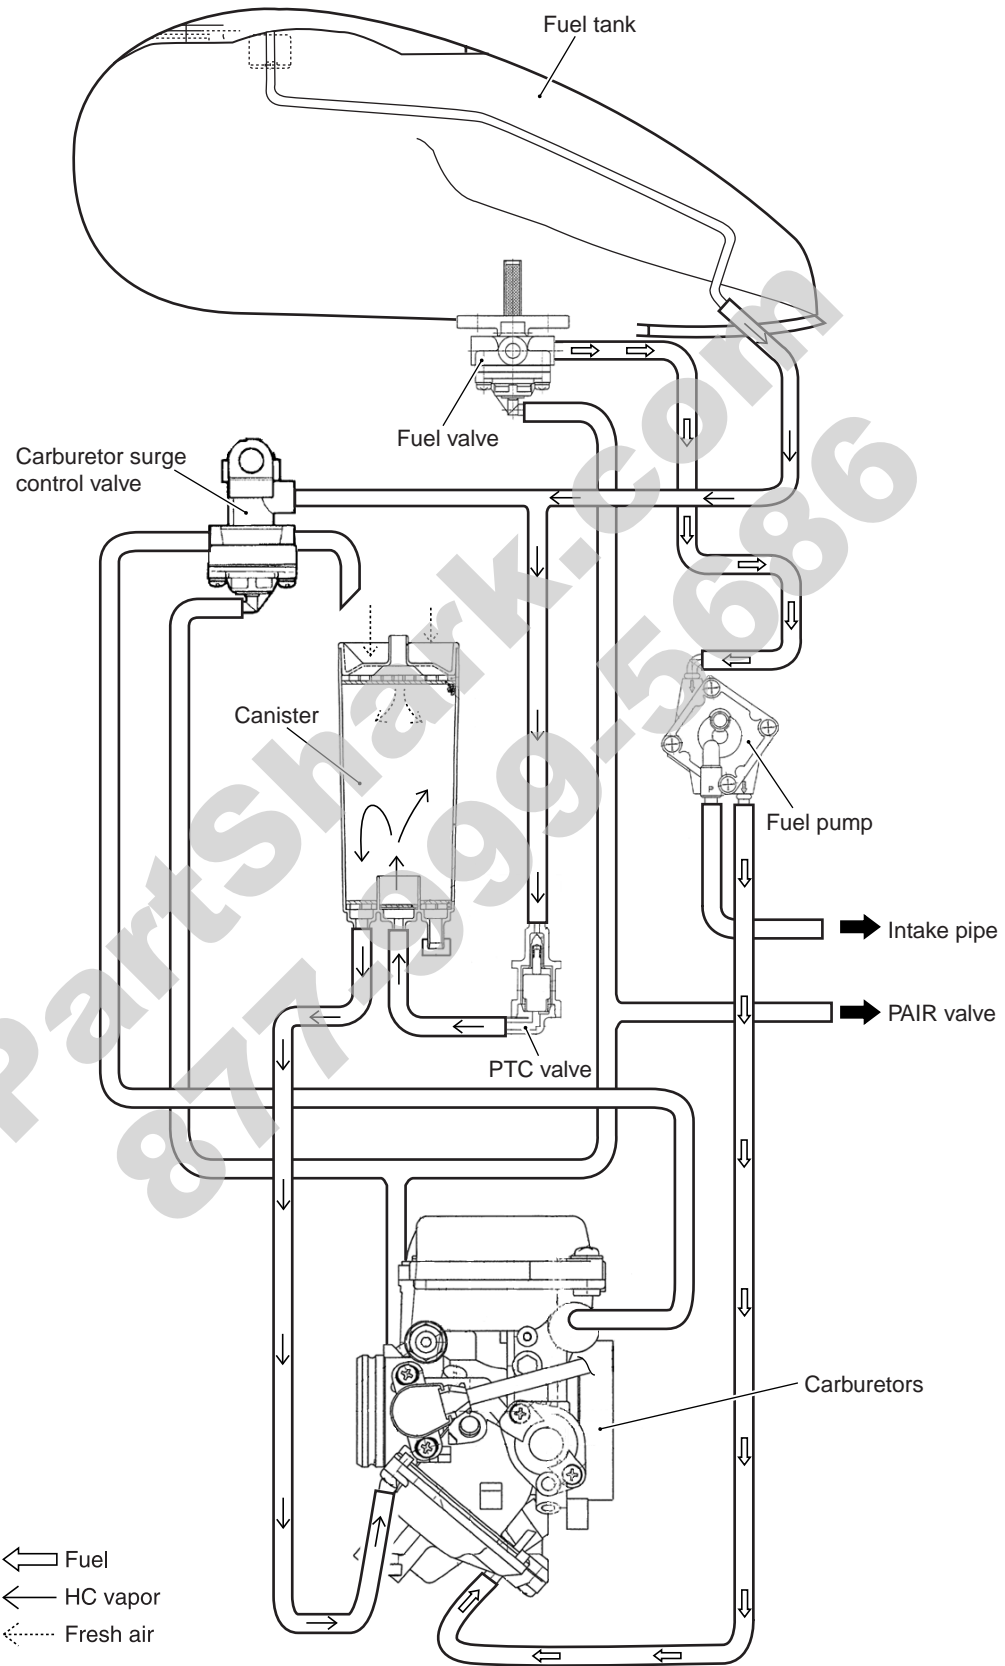 Fuel tank
Fuel valve
Carburetor surge
control valve
Canister
Fuel pump
P
Intake pipe
PAIR valve
PTC valve
Carburetors
Fuel
HC vapor
Fresh air
PartShark.com
877-999-5686